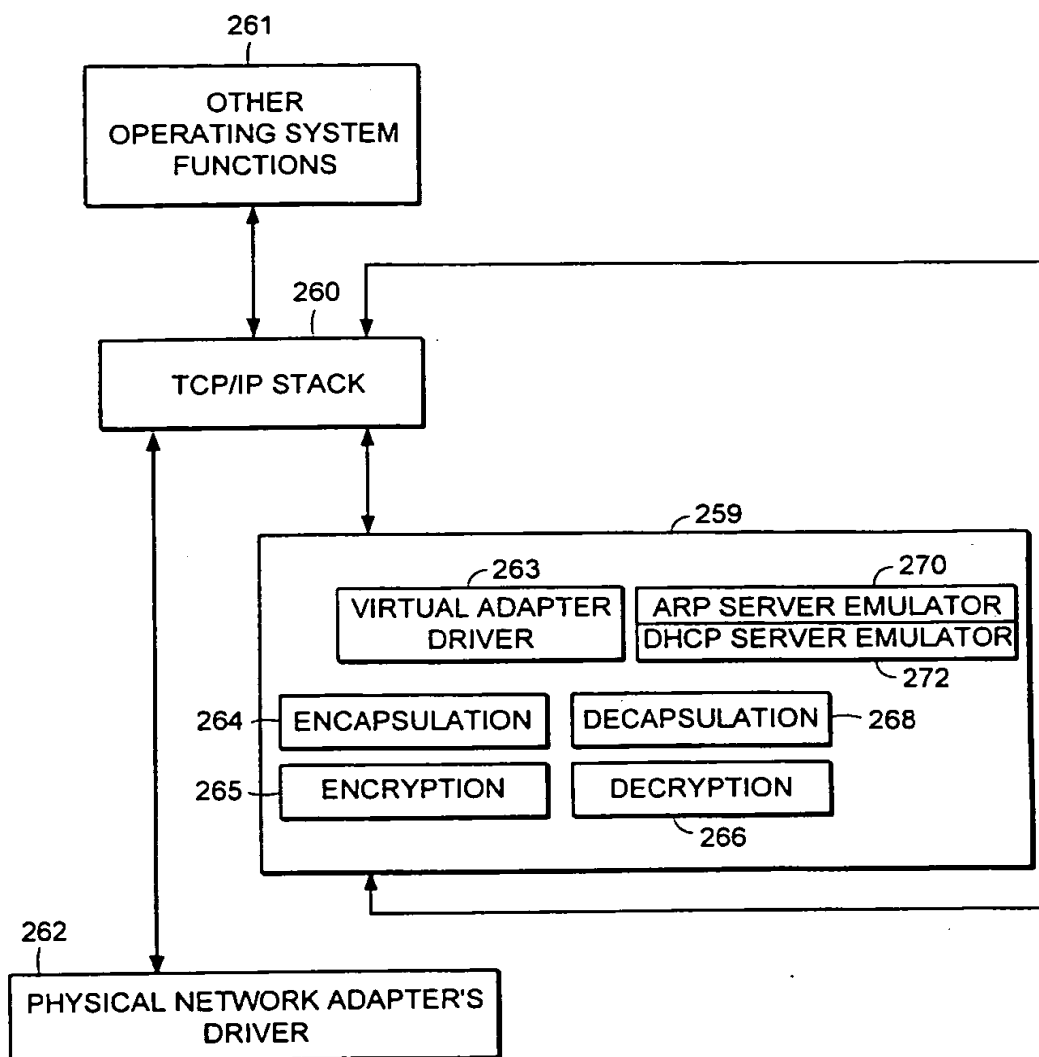 261
OTHER
OPERATING SYSTEM
FUNCTIONS
260
TCP/IP STACK
259
263
VIRTUAL ADAPTER
DRIVER
270
ARP SERVER EMULATOR
DHCP SERVER EMULATOR
272
264
ENCAPSULATION
DECAPSULATION
268
265
ENCRYPTION
DECRYPTION
266
262
PHYSICAL NETWORK ADAPTER'S
DRIVER